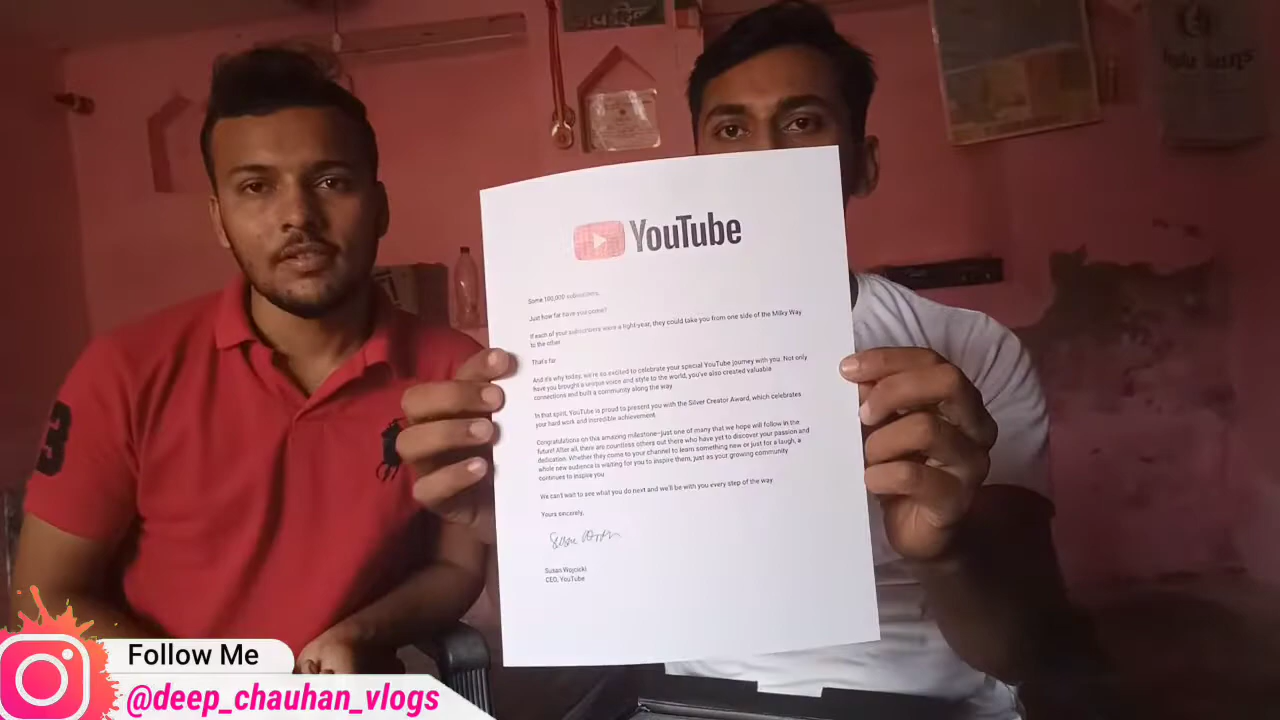 YouTube
Some 100,000 subscribers,
Just how far have you come?
If each of your subscribers were a light-year, they could take you from one side of the Milky Way
to the other.
That's far.
And it's why today, we're so excited to celebrate your special YouTube journey with you. Not only
have you brought a unique voice and style to the world, you've also created valuable
connections and built a community along the way.
In that spirit, YouTube is proud to present you with the Silver Creator Award, which celebrates
your hard work and incredible achievement.
Congratulations on this amazing milestone–just one of many that we hope will follow in the
future! After all, there are countless others out there who have yet to discover your passion and
dedication. Whether they come to your channel to learn something new or just for a laugh, a
whole new audience is waiting for you to inspire them, just as your growing community
continues to inspire you.
We can't wait to see what you do next and we'll be with you every step of the way.
Yours sincerely,
Susan Wojcicki
CEO, YouTube
3
Follow Me
@deep_chauhan_vlogs